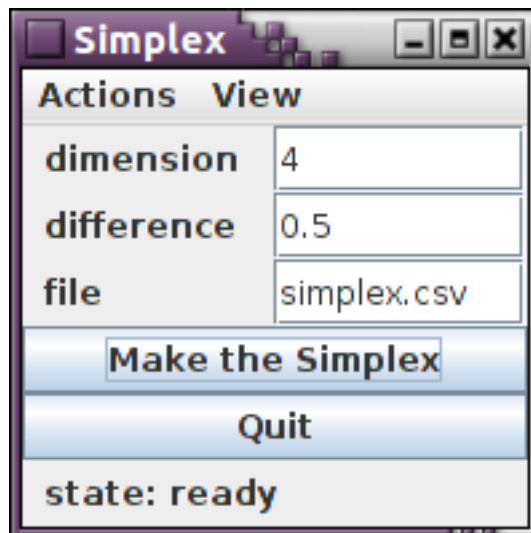 Simplex
Actions View
dimension 4
difference 0.5
file simplex.csv
Make the Simplex
Quit
state: ready